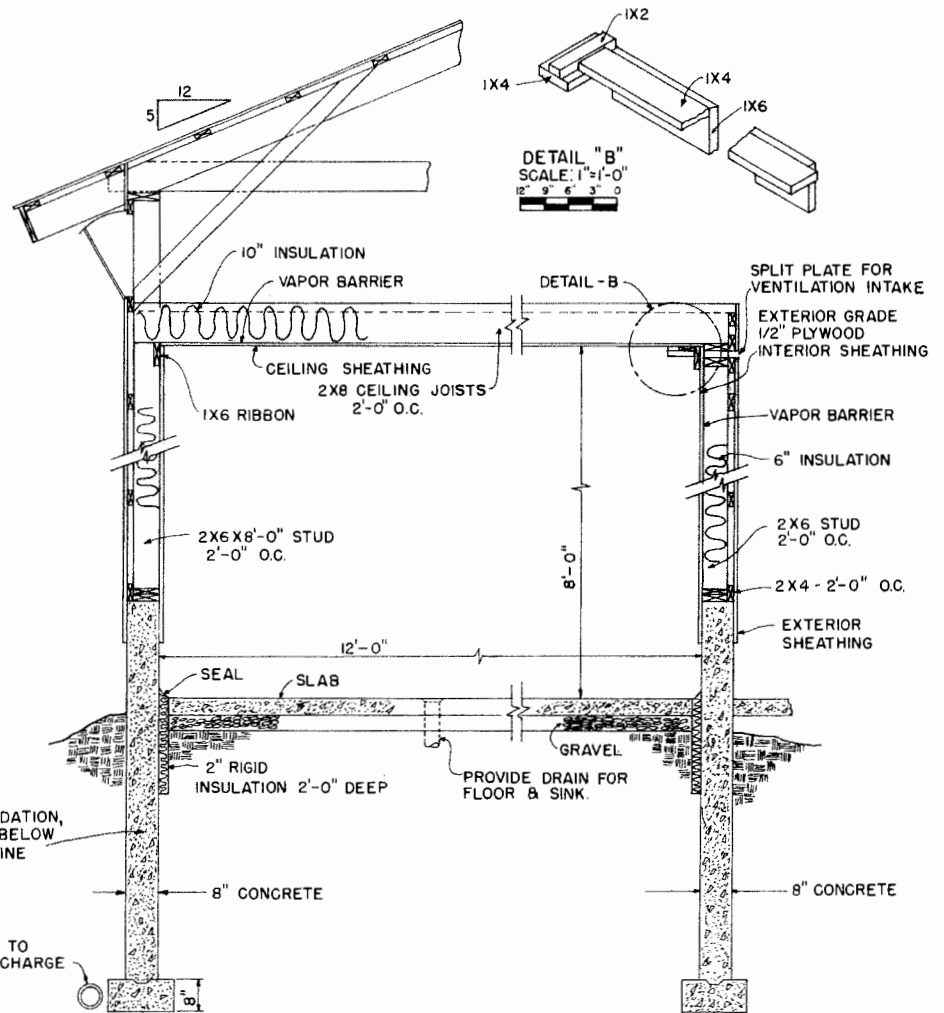 1X2
1X4
1X4
1X6
12
5
DETAIL "B"
SCALE: 1"=1'-0"
12" 9" 6" 3" 0
10" INSULATION
VAPOR BARRIER
DETAIL-B
SPLIT PLATE FOR
VENTILATION INTAKE
EXTERIOR GRADE
1/2" PLYWOOD
INTERIOR SHEATHING
CEILING SHEATHING
2X8 CEILING JOISTS
2'-0" O.C.
1X6 RIBBON
VAPOR BARRIER
6" INSULATION
2X6X8'-0" STUD
2'-0" O.C.
2X6 STUD
2'-0" O.C.
8'-0"
2X4 - 2'-0" O.C.
EXTERIOR
SHEATHING
12'-0"
SEAL
SLAB
GRAVEL
2" RIGID
INSULATION 2'-0" DEEP
PROVIDE DRAIN FOR
FLOOR & SINK.
DATION,
BELOW
INE
8" CONCRETE
8" CONCRETE
TO
CHARGE
8"